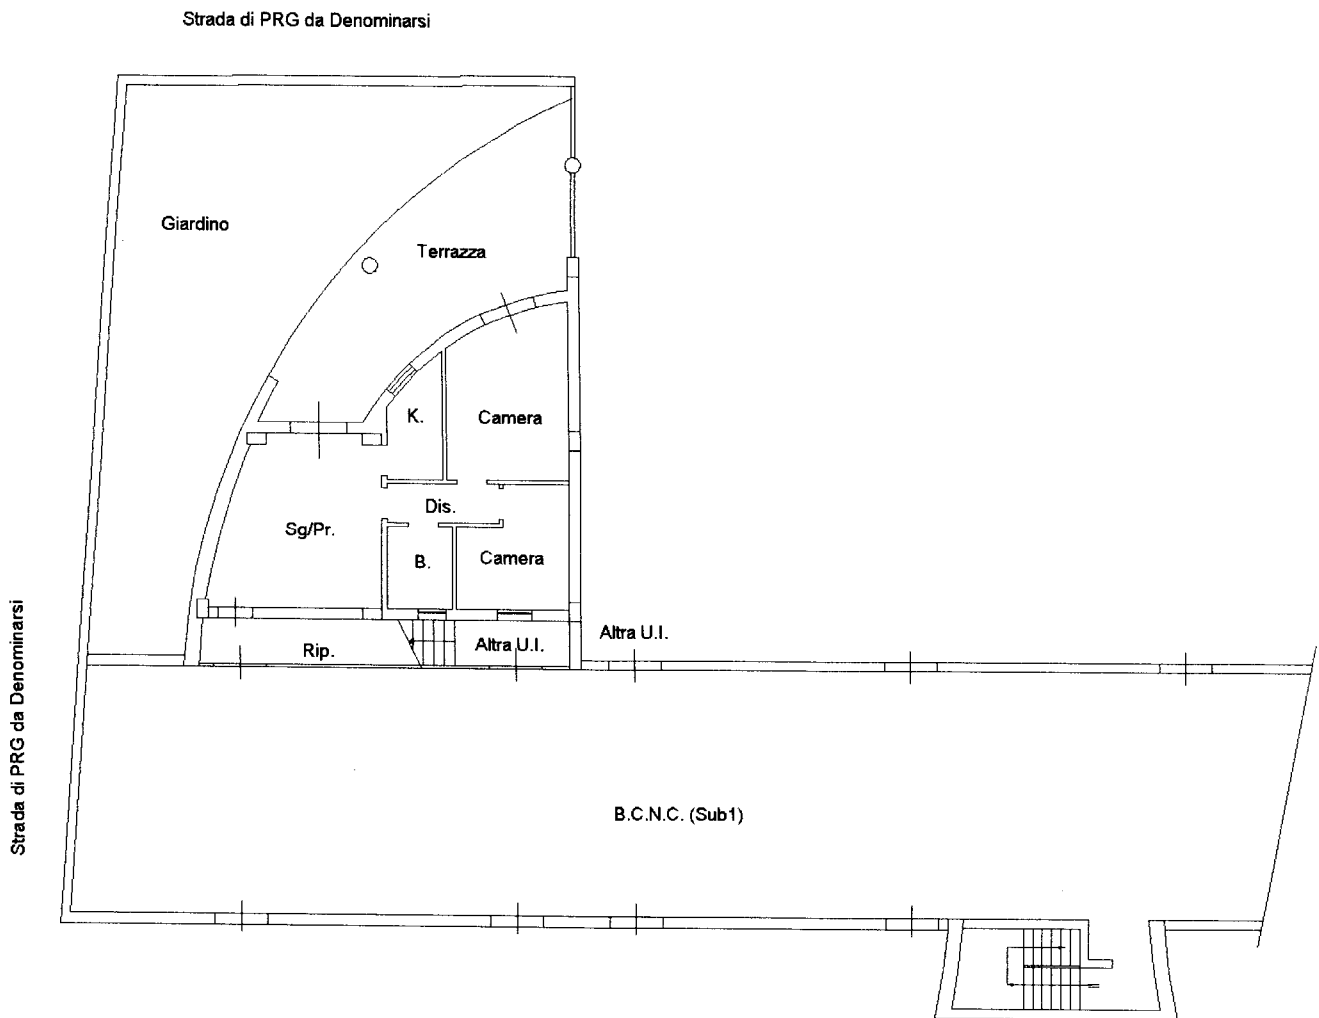 Strada di PRG da Denominarsi
Giardino
Terrazza
K.
Camera
Dis.
Sg/Pr.
B.
Camera
Rip.
Altra U.I.
Altra U.I.
Strada di PRG da Denominarsi
B.C.N.C. (Sub1)